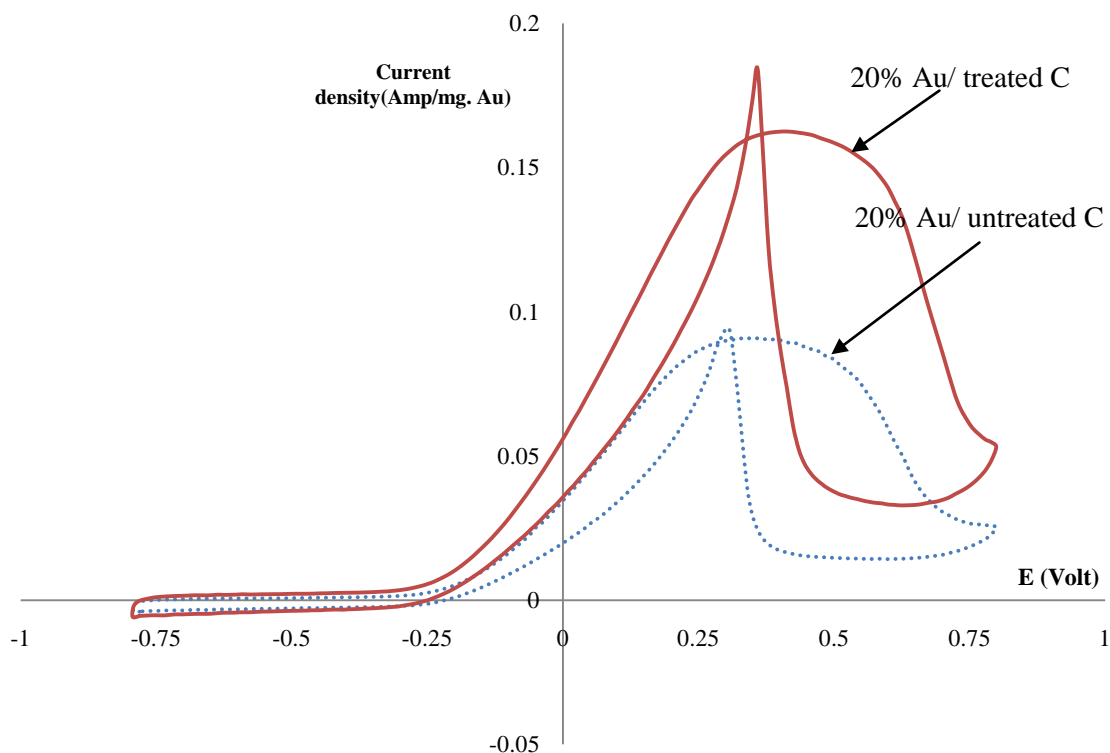 0.2
Current
density(Amp/mg. Au)
20% Au/ treated C
0.15
20% Au/ untreated C
0.1
0.05
E (Volt)
0
-1 -0.75 -0.5 -0.25 0 0.25 0.5 0.75 1
-0.05